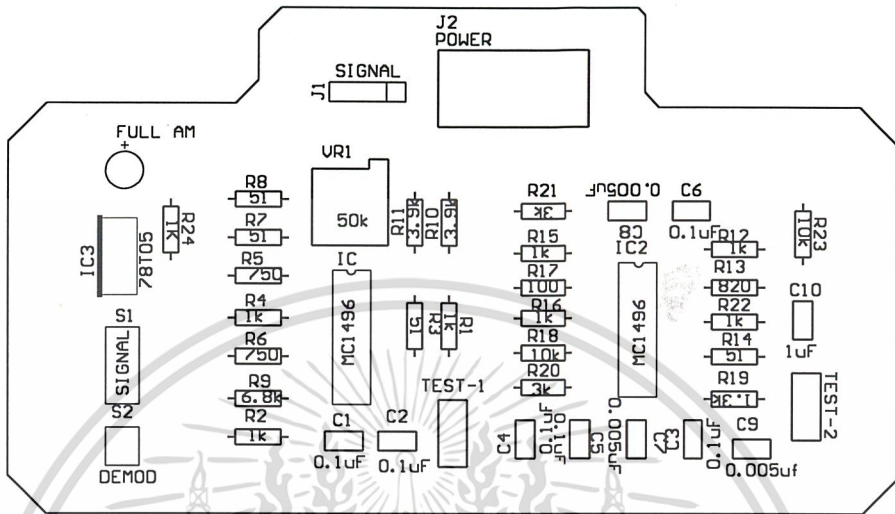 J2
POWER
SIGNAL
J1
FULL AM
+
VR1
50k
R8
51
R7
51
R5
750
R4
1k
R6
750
R9
6.8k
R2
1k
R24
1K
IC3
78T05
S1
SIGNAL
S2
DEMOD
IC
MC1496
R11
3.9k
R10
3.9k
R3
51
R1
1k
TEST-1
C1
0.1uF
C2
0.1uF
R21
3k
R15
1k
R17
100
R16
1k
R18
10k
R20
3k
0.005uF
C8
C6
0.1uF
IC2
MC1496
R12
1k
R13
820
R22
1k
R14
51
R19
1.3k
R23
10k
C10
1uF
TEST-2
C4
0.1uF
C5
0.1uF
C7
0.005uF
C3
0.1uF
C9
0.005uf